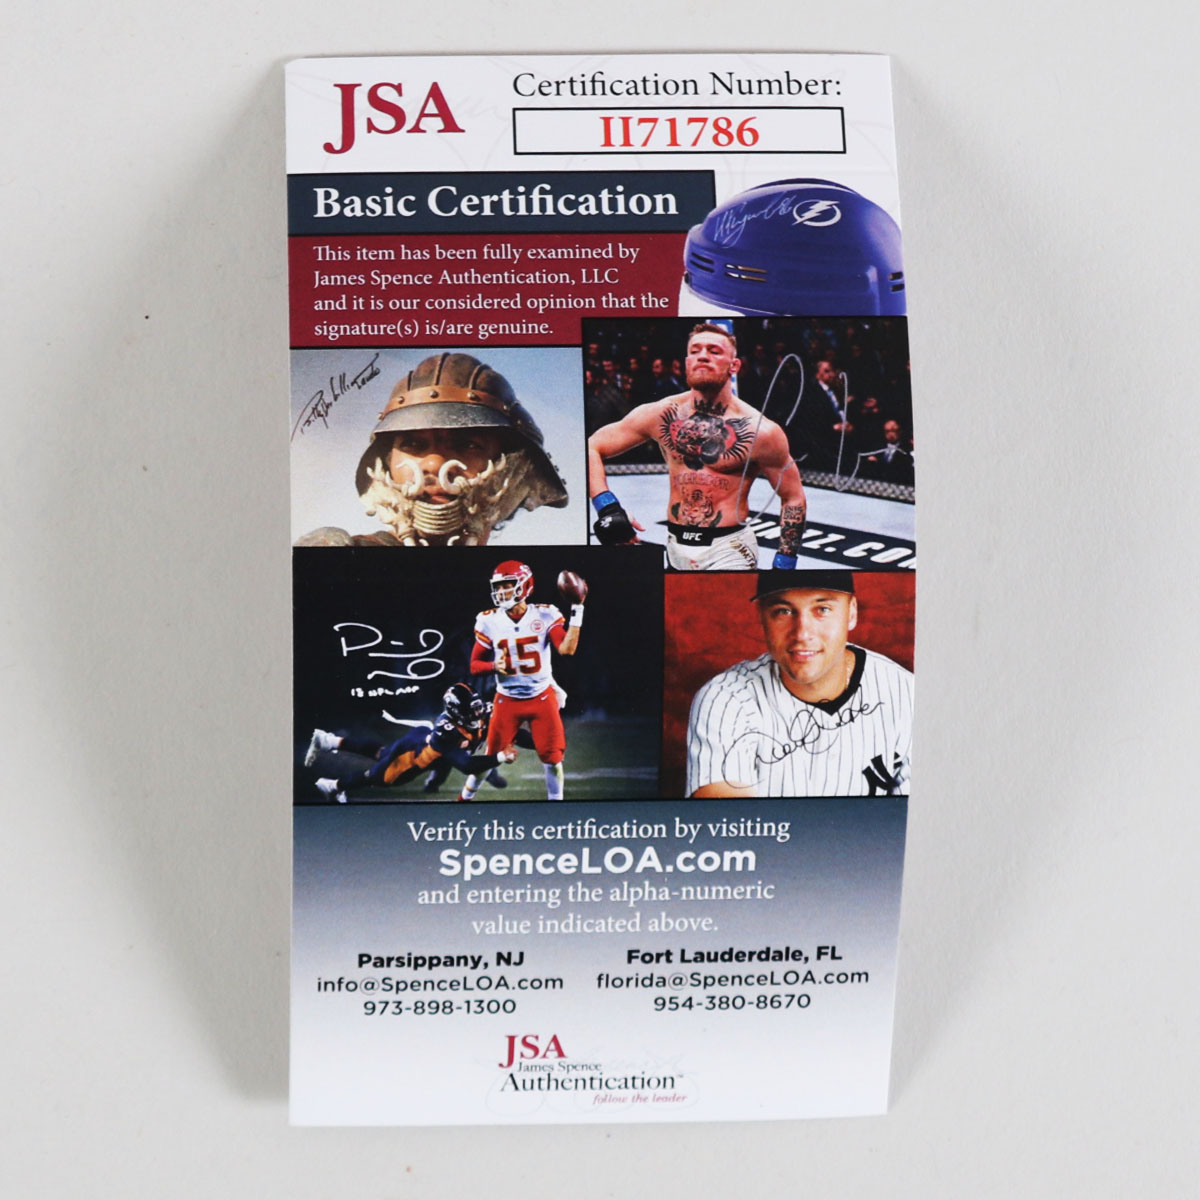 JSA
Certification Number:
II71786
Basic Certification
This item has been fully examined by
James Spence Authentication, LLC
and it is our considered opinion that the
signature(s) is/are genuine.
UFC
15
Verify this certification by visiting
SpenceLOA.com
and entering the alpha-numeric
value indicated above.
Parsippany, NJ
info@SpenceLOA.com
973-898-1300
Fort Lauderdale, FL
florida@SpenceLOA.com
954-380-8670
JSA
James Spence
Authentication™
follow the leader